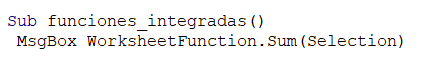 Sub funciones_integradas()
MsgBox WorksheetFunction.Sum(Selection)